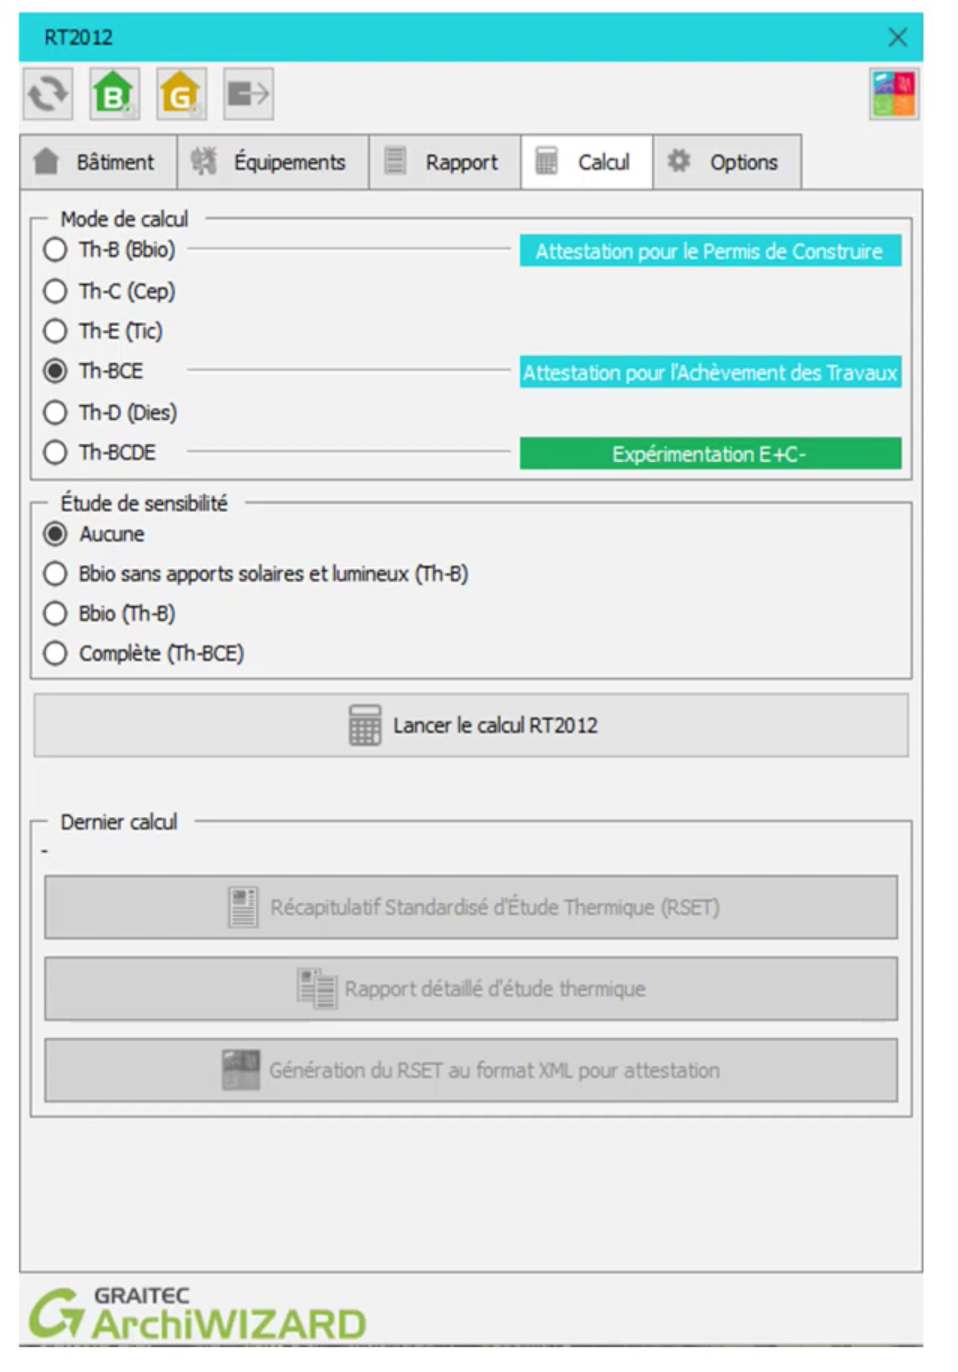 RT2012
B G
Bâtiment Équipements Rapport Calcul Options
Mode de calcul
Th-B (Bbio) Attestation pour le Permis de Construire
Th-C (Cep)
Th-E (Tic)
Th-BCE Attestation pour l'Achèvement des Travaux
Th-D (Dies)
Th-BCDE Expérimentation E+C-
Étude de sensibilité
Aucune
Bbio sans apports solaires et lumineux (Th-B)
Bbio (Th-B)
Complète (Th-BCE)
Lancer le calcul RT2012
Dernier calcul
-
Récapitulatif Standardisé d'Étude Thermique (RSET)
Rapport détaillé d'étude thermique
Génération du RSET au format XML pour attestation
GRAITEC
ArchiWIZARD